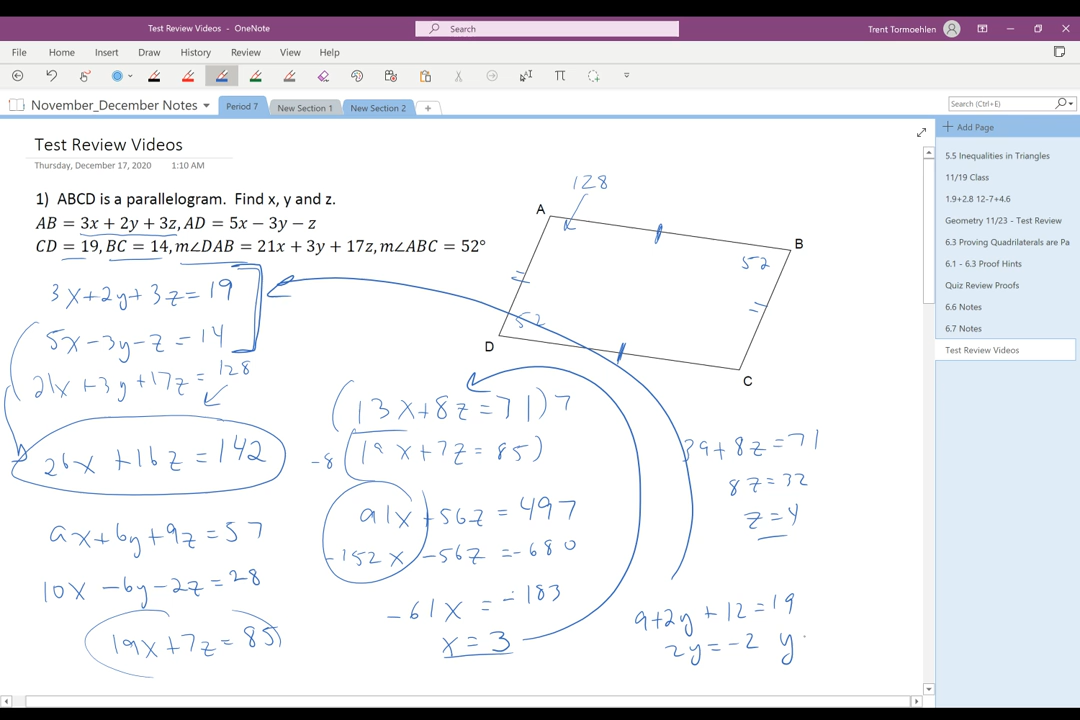 Test Review Videos - OneNote
Search
Trent Tormoehlen
File Home Insert Draw History Review View Help
November_December Notes
Period 7
New Section 1
New Section 2
Search (Ctrl+E)
Add Page
5.5 Inequalities in Triangles
11/19 Class
1.9+2.8 12-7+4.6
Geometry 11/23 - Test Review
6.3 Proving Quadrilaterals are Pa
6.1 - 6.3 Proof Hints
Quiz Review Proofs
6.6 Notes
6.7 Notes
Test Review Videos
Test Review Videos
Thursday, December 17, 2020 1:10 AM
1) ABCD is a parallelogram. Find x, y and z.
AB = 3x + 2y + 3z, AD = 5x − 3y − z
CD = 19, BC = 14, m∠DAB = 21x + 3y + 17z, m∠ABC = 52°
128
A
B
52
52
D
C
3x+2y+3z=19
5x-3y-z=14
21x+3y+17z=128
26x+16z=142
9x+6y+9z=57
10x-6y-2z=28
19x+7z=85
(13x+8z=71)7
-8(19x+7z=85)
91x+56z=497
-152x-56z=-680
-61x=-183
x=3
39+8z=71
8z=32
z=4
9+2y+12=19
2y=-2 y